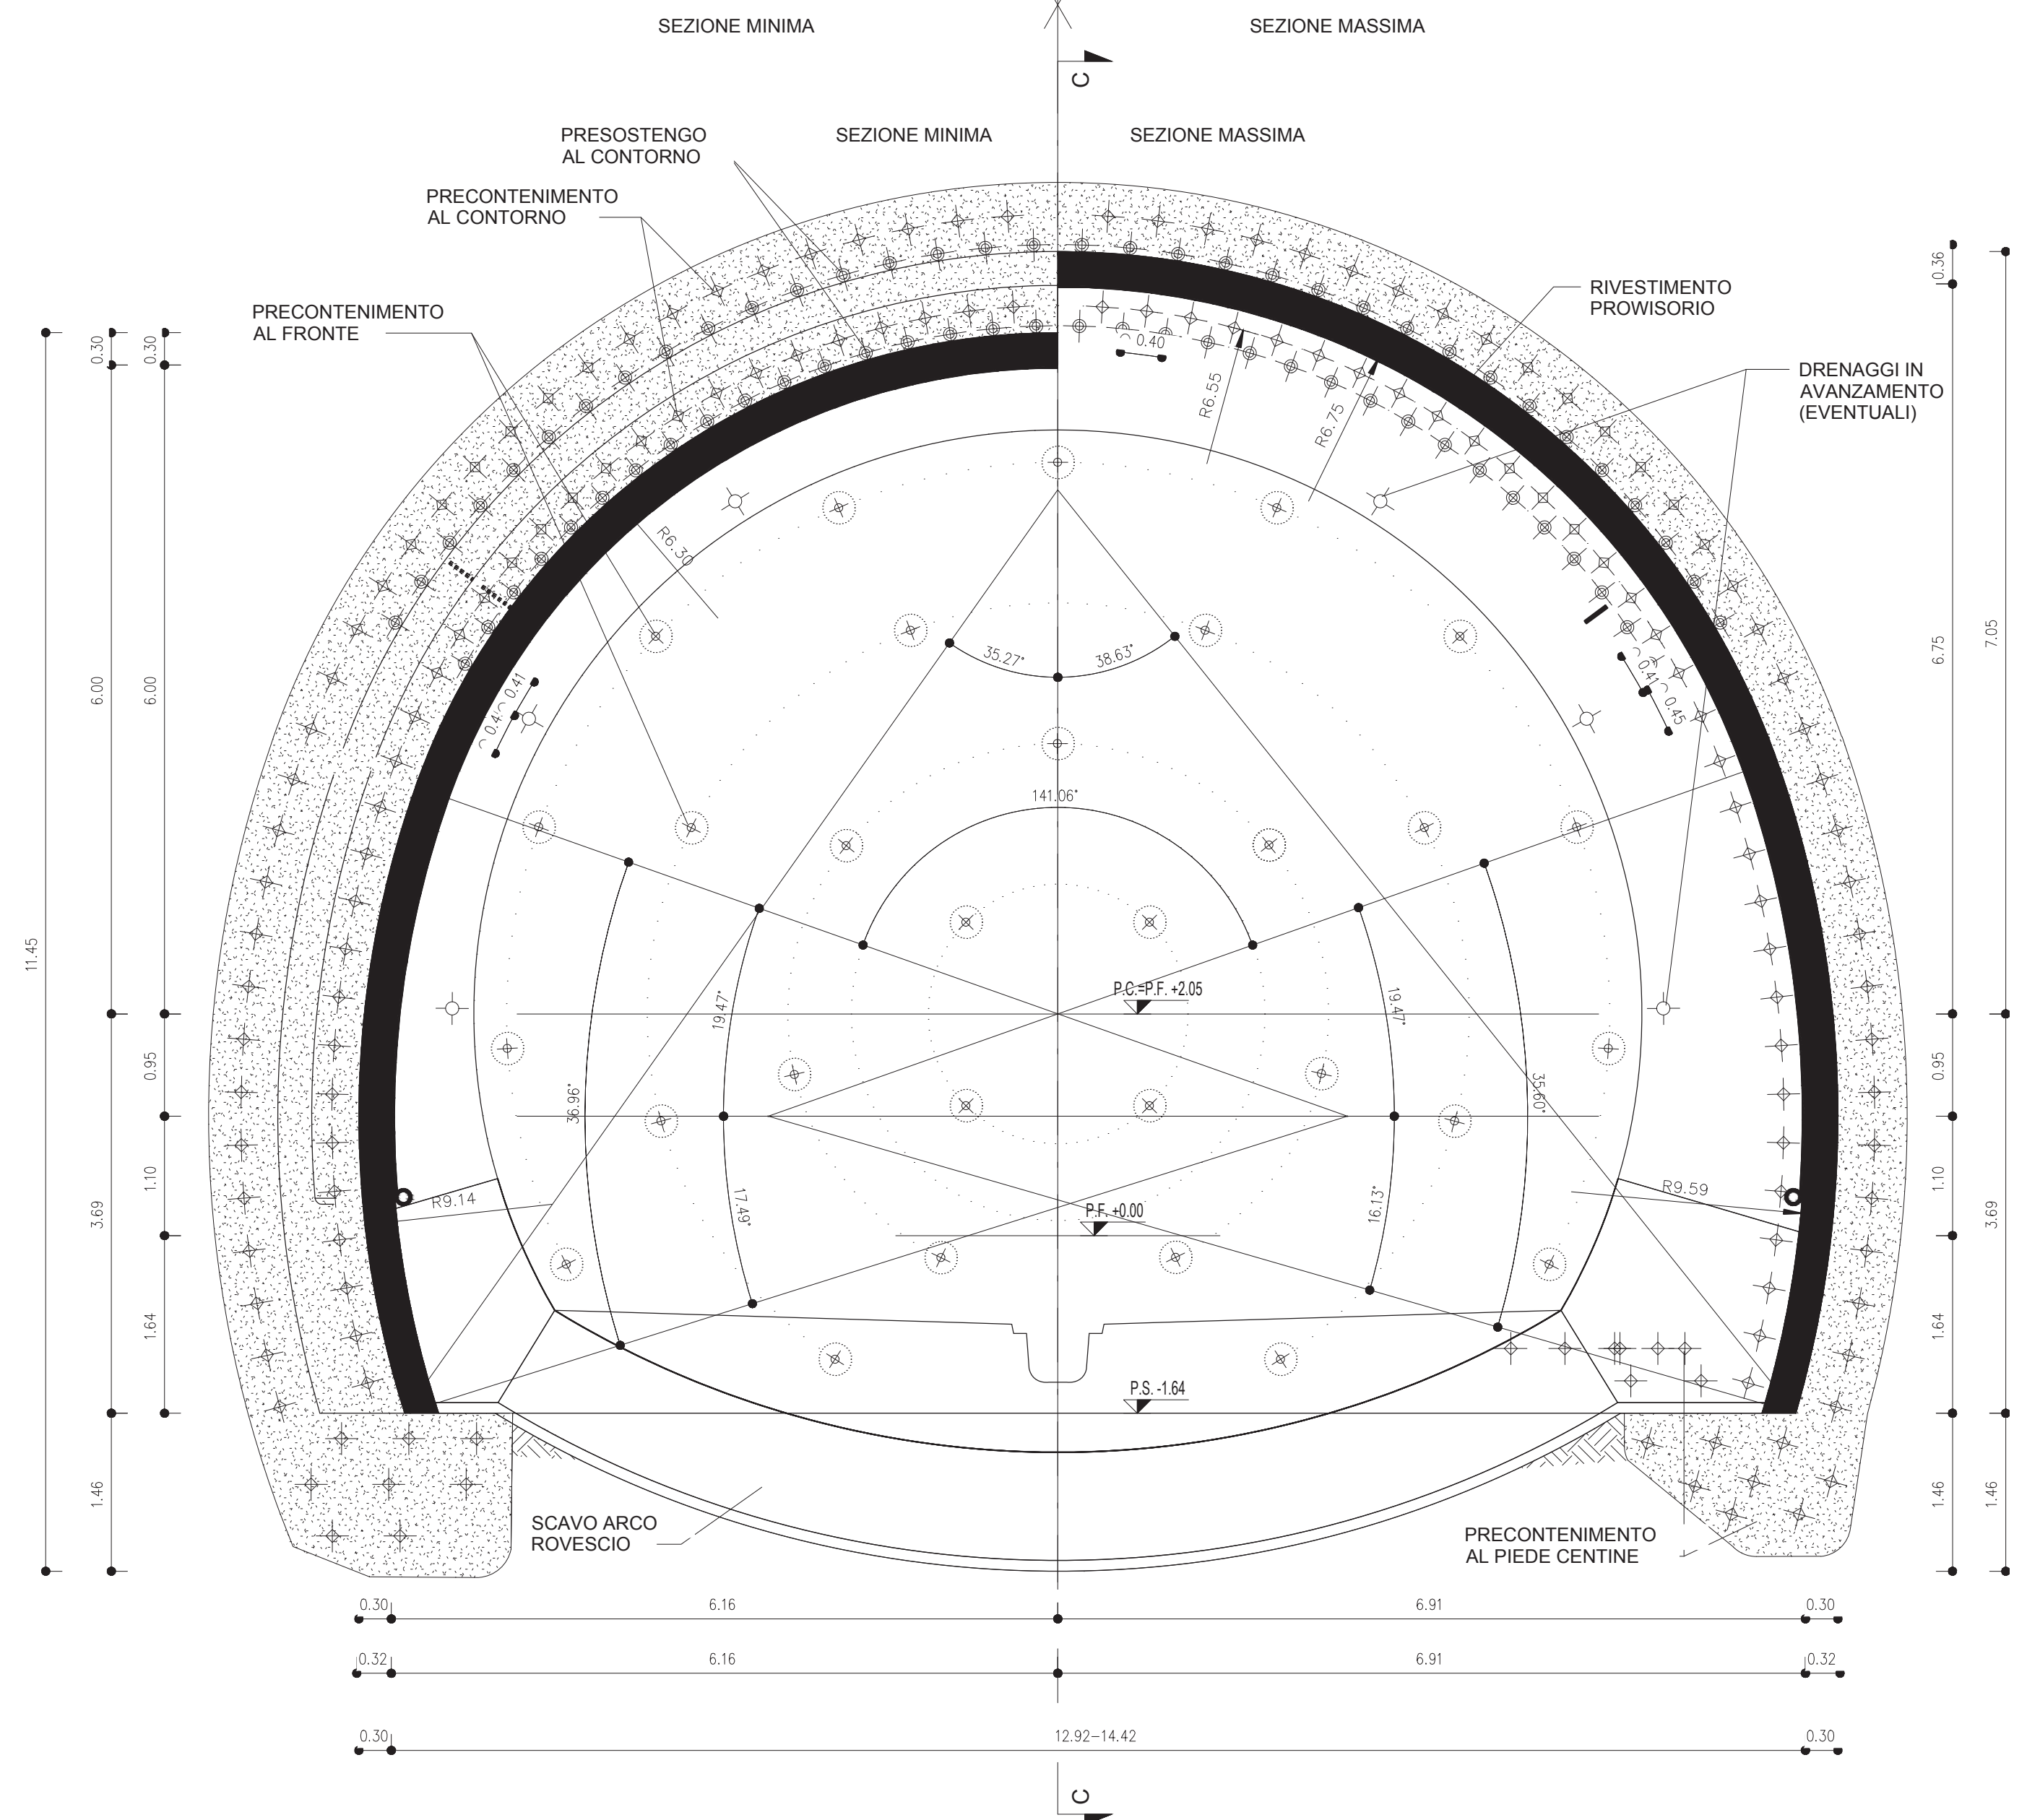 SEZIONE MINIMA
SEZIONE MASSIMA
C
PRESOSTENGO
AL CONTORNO
SEZIONE MINIMA
SEZIONE MASSIMA
PRECONTENIMENTO
AL CONTORNO
PRECONTENIMENTO
AL FRONTE
RIVESTIMENTO
PROWISORIO
DRENAGGI IN
AVANZAMENTO
(EVENTUALI)
0.30
0.30
6.00
6.00
11.45
0.95
1.10
3.69
1.64
1.46
0.36
6.75
7.05
0.95
1.10
3.69
1.64
1.46
1.46
0.40
R6.55
R6.75
R6.30
0.41
0.4
0.41
0.45
35.27°
38.63°
141.06°
P.C.=P.F. +2.05
19.47°
19.47°
36.96°
35.60°
R9.14
R9.59
17.49°
16.13°
P.F. +0.00
P.S. -1.64
SCAVO ARCO
ROVESCIO
PRECONTENIMENTO
AL PIEDE CENTINE
0.30 6.16 6.91 0.30
0.32 6.16 6.91 0.32
0.30 12.92-14.42 0.30
C